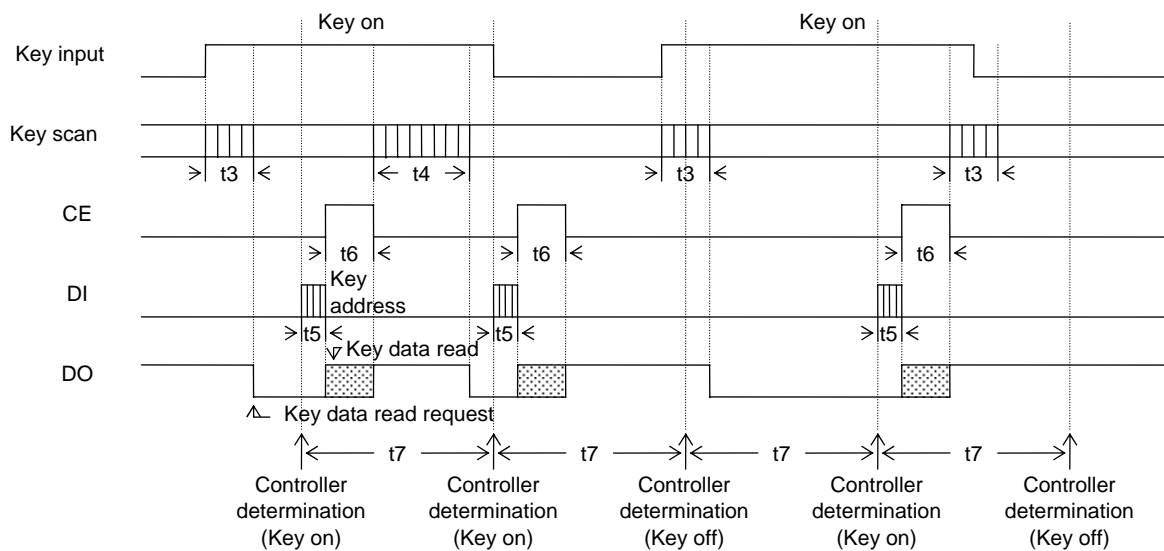 Key on
Key on
Key input
Key scan
t3
t4
t3
t3
CE
t6
t6
t6
DI
Key
address
t5
t5
t5
Key data read
DO
Key data read request
t7
t7
t7
t7
Controller
determination
(Key on)
Controller
determination
(Key on)
Controller
determination
(Key off)
Controller
determination
(Key on)
Controller
determination
(Key off)